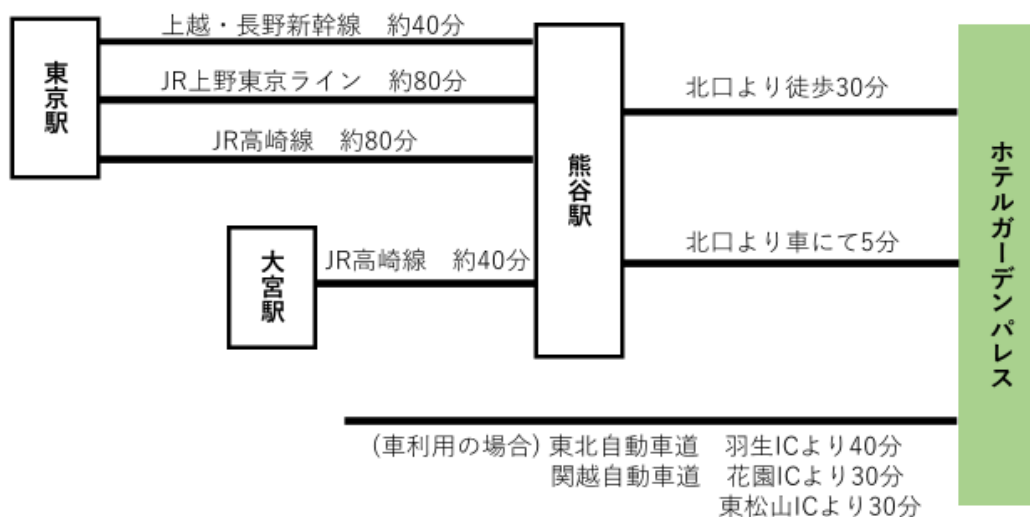 上越・長野新幹線　約40分
JR上野東京ライン　約80分
JR高崎線　約80分
東京駅
熊谷駅
北口より徒歩30分
北口より車にて5分
大宮駅
JR高崎線　約40分
ホテルガーデンパレス
(車利用の場合) 東北自動車道　羽生ICより40分
関越自動車道　花園ICより30分
東松山ICより30分